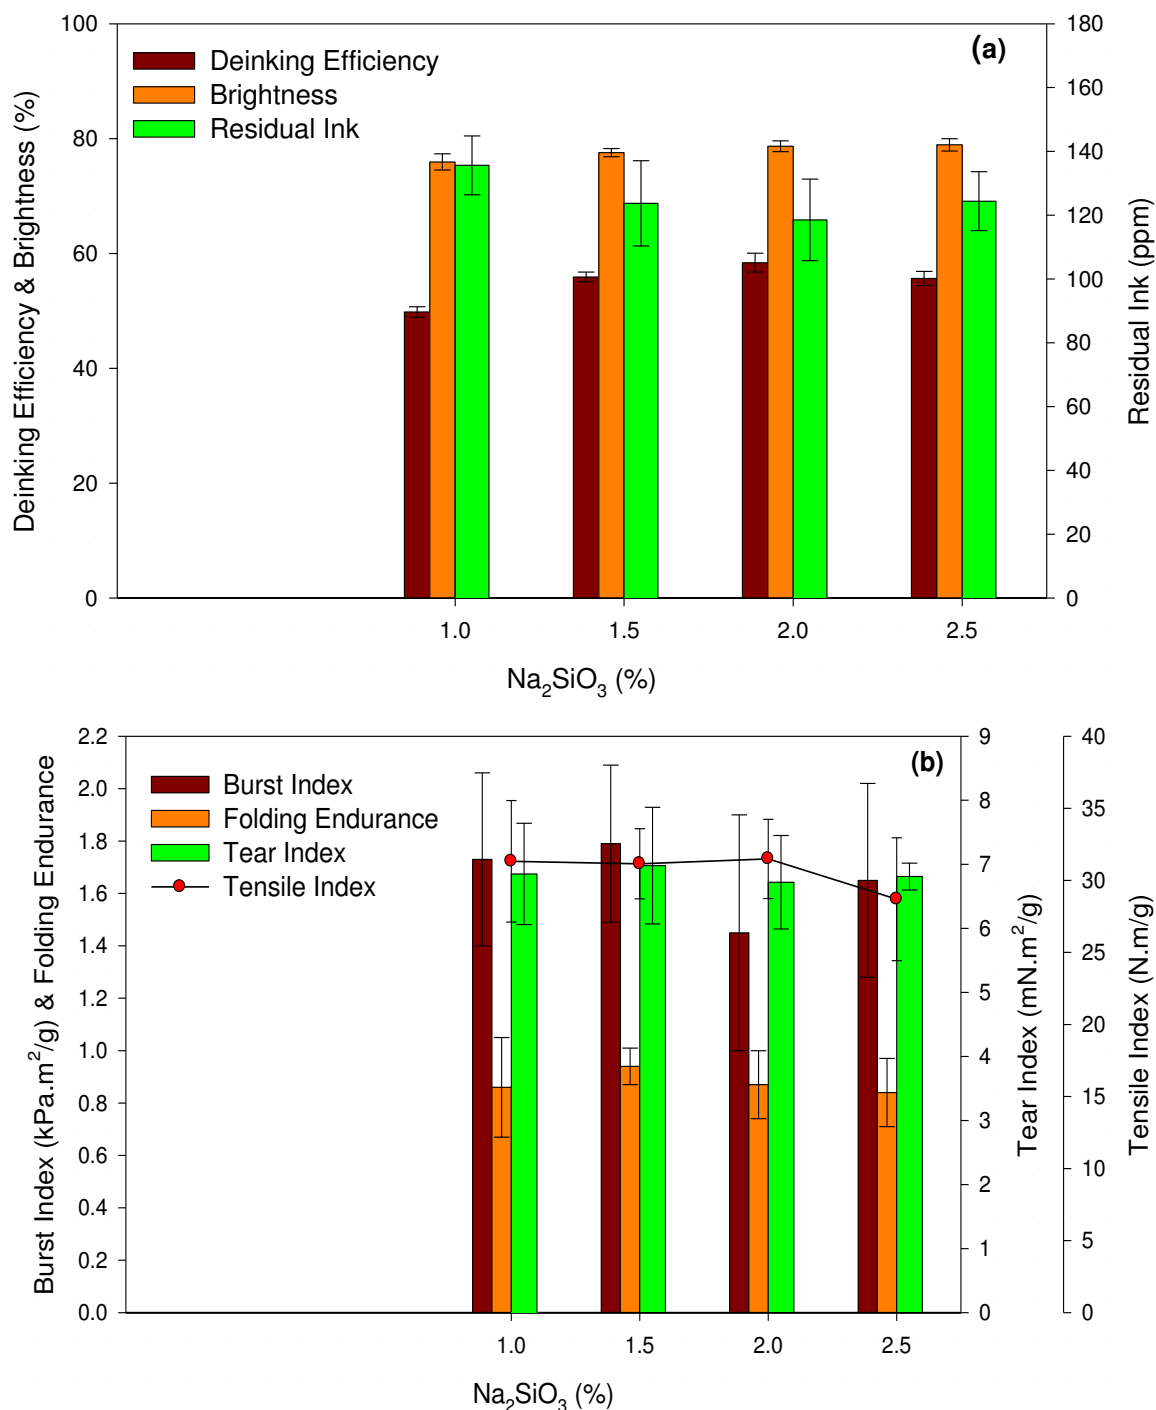 (a)
Deinking Efficiency
Brightness
Residual Ink
Deinking Efficiency & Brightness (%)
100
80
60
40
20
0
Residual Ink (ppm)
180
160
140
120
100
80
60
40
20
0
1.0 1.5 2.0 2.5
Na₂SiO₃ (%)
(b)
Burst Index
Folding Endurance
Tear Index
Tensile Index
Burst Index (kPa.m²/g) & Folding Endurance
2.2
2.0
1.8
1.6
1.4
1.2
1.0
0.8
0.6
0.4
0.2
0.0
Tear Index (mN.m²/g)
9
8
7
6
5
4
3
2
1
0
Tensile Index (N.m/g)
40
35
30
25
20
15
10
5
0
1.0 1.5 2.0 2.5
Na₂SiO₃ (%)